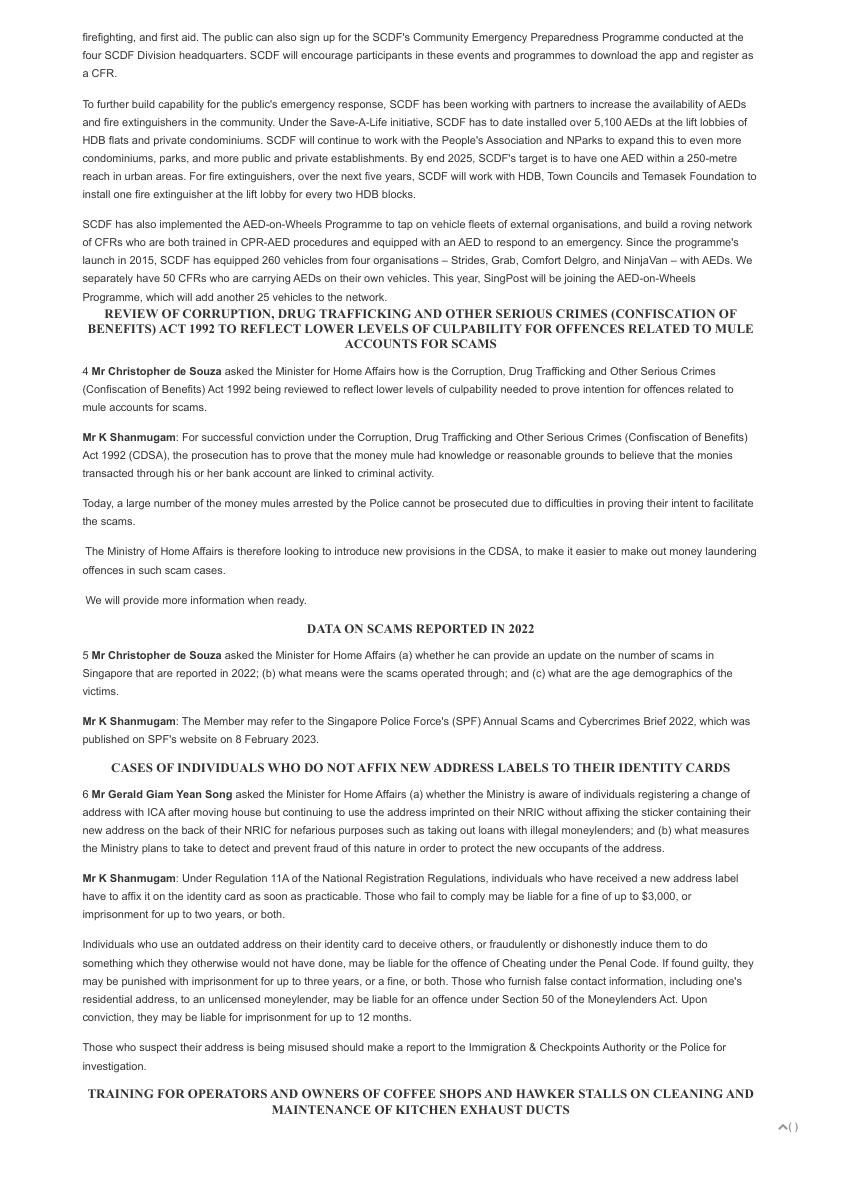 firefighting, and first aid. The public can also sign up for the SCDF's Community Emergency Preparedness Programme conducted at the
four SCDF Division headquarters. SCDF will encourage participants in these events and programmes to download the app and register as
a CFR.
To further build capability for the public's emergency response, SCDF has been working with partners to increase the availability of AEDs
and fire extinguishers in the community. Under the Save-A-Life initiative, SCDF has to date installed over 5,100 AEDs at the lift lobbies of
HDB flats and private condominiums. SCDF will continue to work with the People's Association and NParks to expand this to even more
condominiums, parks, and more public and private establishments. By end 2025, SCDF's target is to have one AED within a 250-metre
reach in urban areas. For fire extinguishers, over the next five years, SCDF will work with HDB, Town Councils and Temasek Foundation to
install one fire extinguisher at the lift lobby for every two HDB blocks.
SCDF has also implemented the AED-on-Wheels Programme to tap on vehicle fleets of external organisations, and build a roving network
of CFRs who are both trained in CPR-AED procedures and equipped with an AED to respond to an emergency. Since the programme's
launch in 2015, SCDF has equipped 260 vehicles from four organisations – Strides, Grab, Comfort Delgro, and NinjaVan – with AEDs. We
separately have 50 CFRs who are carrying AEDs on their own vehicles. This year, SingPost will be joining the AED-on-Wheels
Programme, which will add another 25 vehicles to the network.
REVIEW OF CORRUPTION, DRUG TRAFFICKING AND OTHER SERIOUS CRIMES (CONFISCATION OF
BENEFITS) ACT 1992 TO REFLECT LOWER LEVELS OF CULPABILITY FOR OFFENCES RELATED TO MULE
ACCOUNTS FOR SCAMS
4 Mr Christopher de Souza asked the Minister for Home Affairs how is the Corruption, Drug Trafficking and Other Serious Crimes
(Confiscation of Benefits) Act 1992 being reviewed to reflect lower levels of culpability needed to prove intention for offences related to
mule accounts for scams.
Mr K Shanmugam: For successful conviction under the Corruption, Drug Trafficking and Other Serious Crimes (Confiscation of Benefits)
Act 1992 (CDSA), the prosecution has to prove that the money mule had knowledge or reasonable grounds to believe that the monies
transacted through his or her bank account are linked to criminal activity.
Today, a large number of the money mules arrested by the Police cannot be prosecuted due to difficulties in proving their intent to facilitate
the scams.
The Ministry of Home Affairs is therefore looking to introduce new provisions in the CDSA, to make it easier to make out money laundering
offences in such scam cases.
We will provide more information when ready.
DATA ON SCAMS REPORTED IN 2022
5 Mr Christopher de Souza asked the Minister for Home Affairs (a) whether he can provide an update on the number of scams in
Singapore that are reported in 2022; (b) what means were the scams operated through; and (c) what are the age demographics of the
victims.
Mr K Shanmugam: The Member may refer to the Singapore Police Force's (SPF) Annual Scams and Cybercrimes Brief 2022, which was
published on SPF's website on 8 February 2023.
CASES OF INDIVIDUALS WHO DO NOT AFFIX NEW ADDRESS LABELS TO THEIR IDENTITY CARDS
6 Mr Gerald Giam Yean Song asked the Minister for Home Affairs (a) whether the Ministry is aware of individuals registering a change of
address with ICA after moving house but continuing to use the address imprinted on their NRIC without affixing the sticker containing their
new address on the back of their NRIC for nefarious purposes such as taking out loans with illegal moneylenders; and (b) what measures
the Ministry plans to take to detect and prevent fraud of this nature in order to protect the new occupants of the address.
Mr K Shanmugam: Under Regulation 11A of the National Registration Regulations, individuals who have received a new address label
have to affix it on the identity card as soon as practicable. Those who fail to comply may be liable for a fine of up to $3,000, or
imprisonment for up to two years, or both.
Individuals who use an outdated address on their identity card to deceive others, or fraudulently or dishonestly induce them to do
something which they otherwise would not have done, may be liable for the offence of Cheating under the Penal Code. If found guilty, they
may be punished with imprisonment for up to three years, or a fine, or both. Those who furnish false contact information, including one's
residential address, to an unlicensed moneylender, may be liable for an offence under Section 50 of the Moneylenders Act. Upon
conviction, they may be liable for imprisonment for up to 12 months.
Those who suspect their address is being misused should make a report to the Immigration & Checkpoints Authority or the Police for
investigation.
TRAINING FOR OPERATORS AND OWNERS OF COFFEE SHOPS AND HAWKER STALLS ON CLEANING AND
MAINTENANCE OF KITCHEN EXHAUST DUCTS
( )